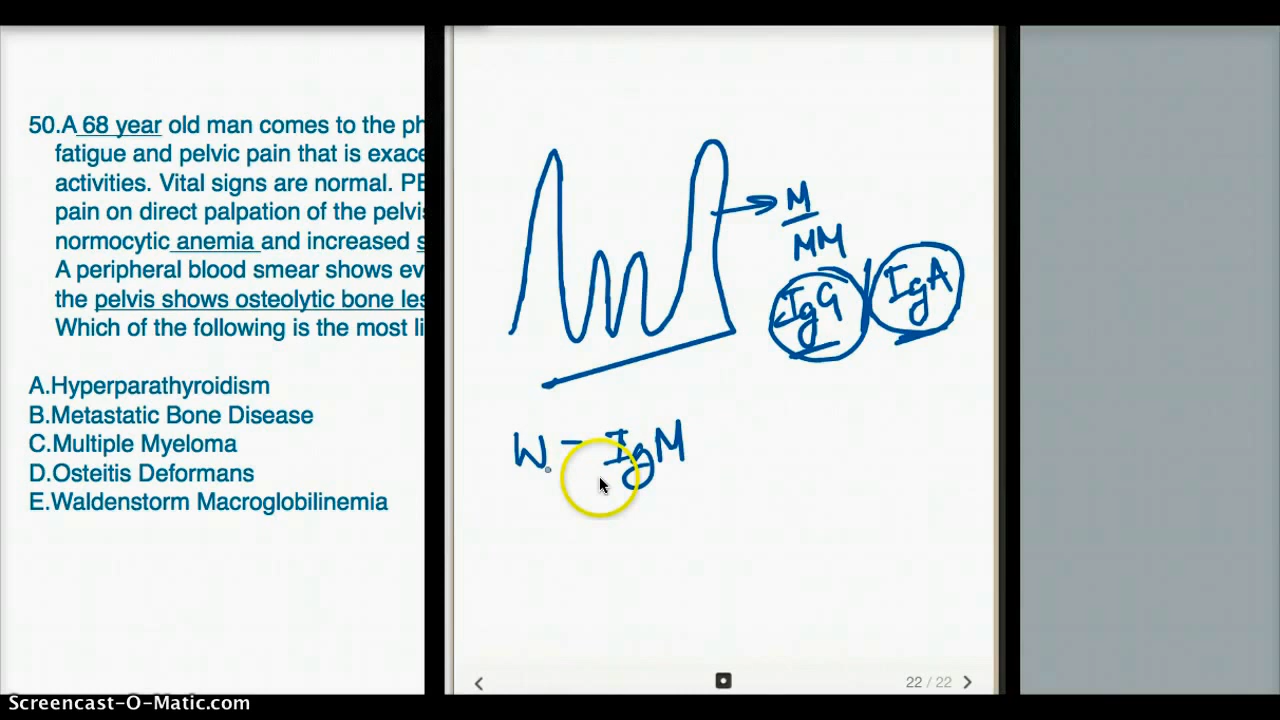 50.A 68 year old man comes to the ph
fatigue and pelvic pain that is exace
activities. Vital signs are normal. PE
pain on direct palpation of the pelvis
normocytic anemia and increased s
A peripheral blood smear shows ev
the pelvis shows osteolytic bone les
Which of the following is the most li
A.Hyperparathyroidism
B.Metastatic Bone Disease
C.Multiple Myeloma
D.Osteitis Deformans
E.Waldenstorm Macroglobilinemia
M
MM
IgG / IgA
W - IgM
22 / 22
Screencast-O-Matic.com